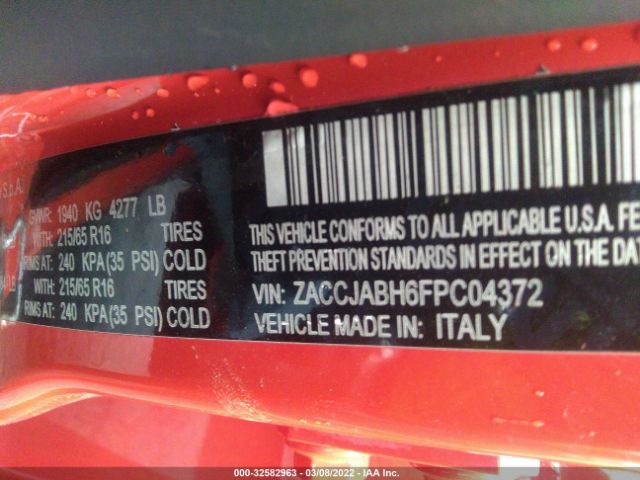 S.p.A.
GVWR: 1940 KG 4277 LB
WITH: 215/65 R16 TIRES
RIMS AT: 240 KPA (35 PSI) COLD
WITH: 215/65 R16 TIRES
RIMS AT: 240 KPA (35 PSI) COLD
THIS VEHICLE CONFORMS TO ALL APPLICABLE U.S.A. FE
THEFT PREVENTION STANDARDS IN EFFECT ON THE DA
VIN: ZACCJABH6FPC04372
VEHICLE MADE IN: ITALY
000-32582963 - 03/08/2022 - IAA Inc.